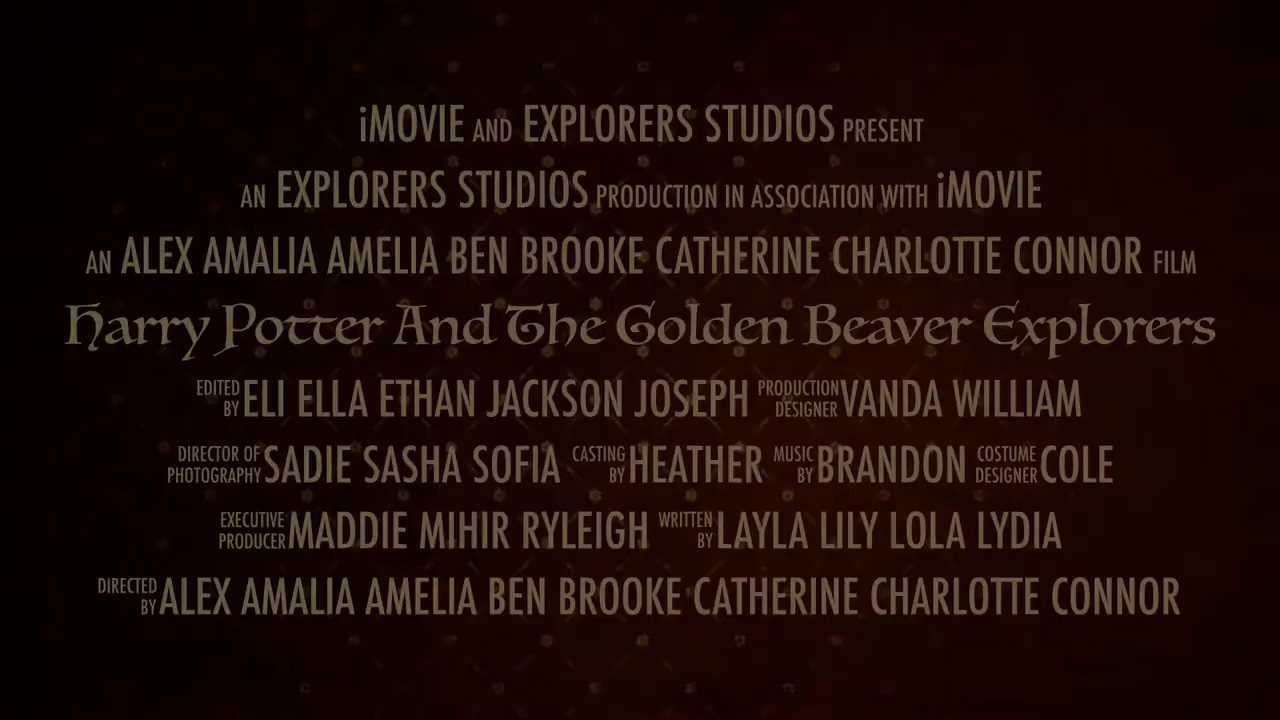 iMOVIE AND EXPLORERS STUDIOS PRESENT
AN EXPLORERS STUDIOS PRODUCTION IN ASSOCIATION WITH iMOVIE
AN ALEX AMALIA AMELIA BEN BROOKE CATHERINE CHARLOTTE CONNOR FILM
Harry Potter And The Golden Beaver Explorers
EDITED BY ELI ELLA ETHAN JACKSON JOSEPH PRODUCTION DESIGNER VANDA WILLIAM
DIRECTOR OF PHOTOGRAPHY SADIE SASHA SOFIA CASTING BY HEATHER MUSIC BY BRANDON COSTUME DESIGNER COLE
EXECUTIVE PRODUCER MADDIE MIHIR RYLEIGH WRITTEN BY LAYLA LILY LOLA LYDIA
DIRECTED BY ALEX AMALIA AMELIA BEN BROOKE CATHERINE CHARLOTTE CONNOR